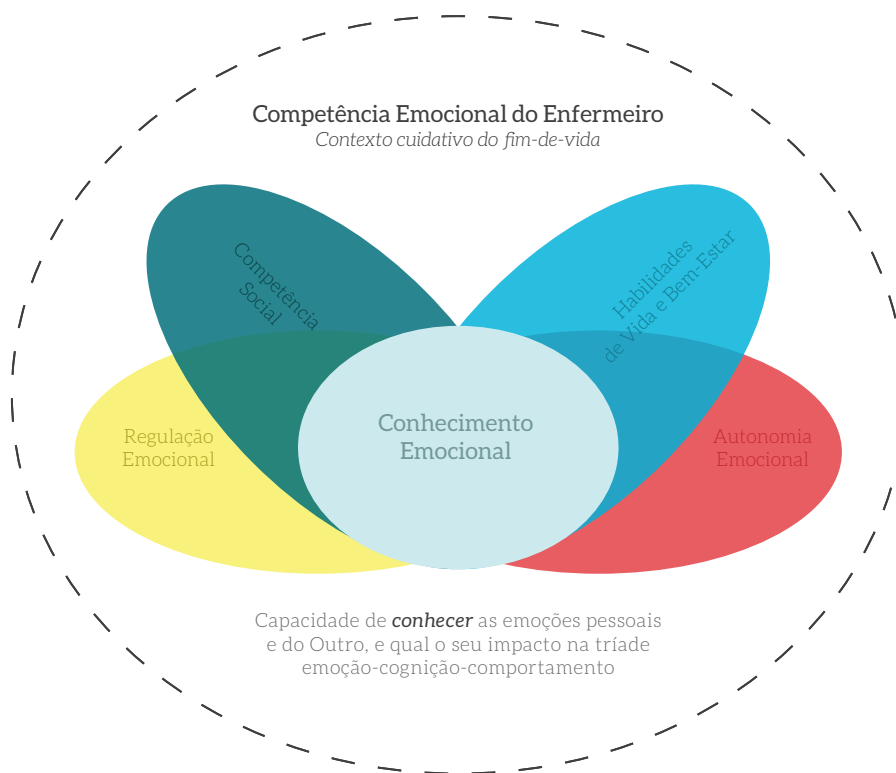 Competência Emocional do Enfermeiro
Contexto cuidativo do fim-de-vida
Competência
Social
Habilidades
de Vida e Bem-Estar
Regulação
Emocional
Conhecimento
Emocional
Autonomia
Emocional
Capacidade de conhecer as emoções pessoais
e do Outro, e qual o seu impacto na tríade
emoção-cognição-comportamento